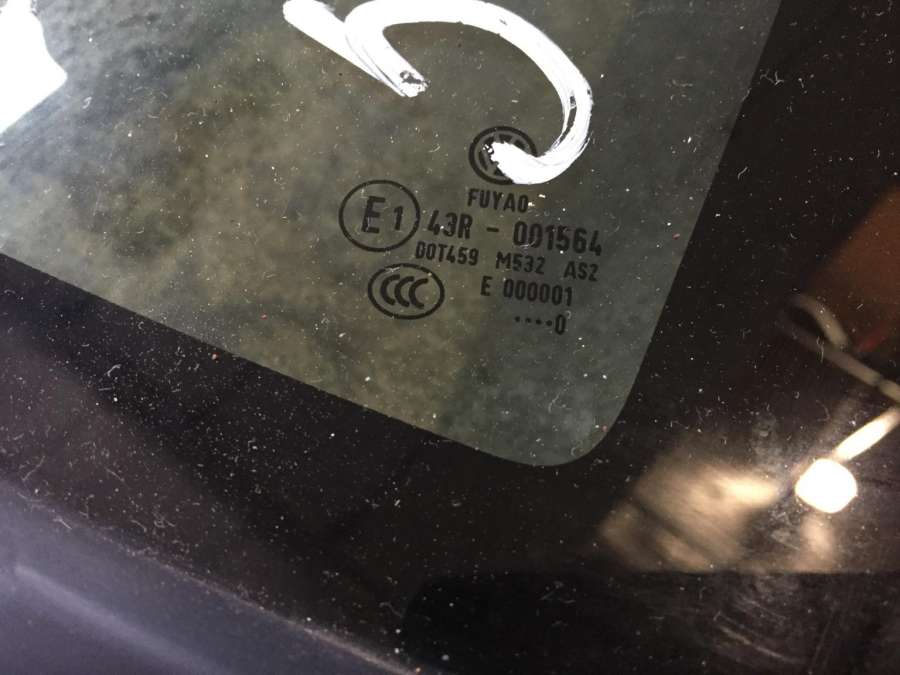 FUYAO
E1 43R - 001564
DOT459 M532 AS2
CCC E 000001
....0